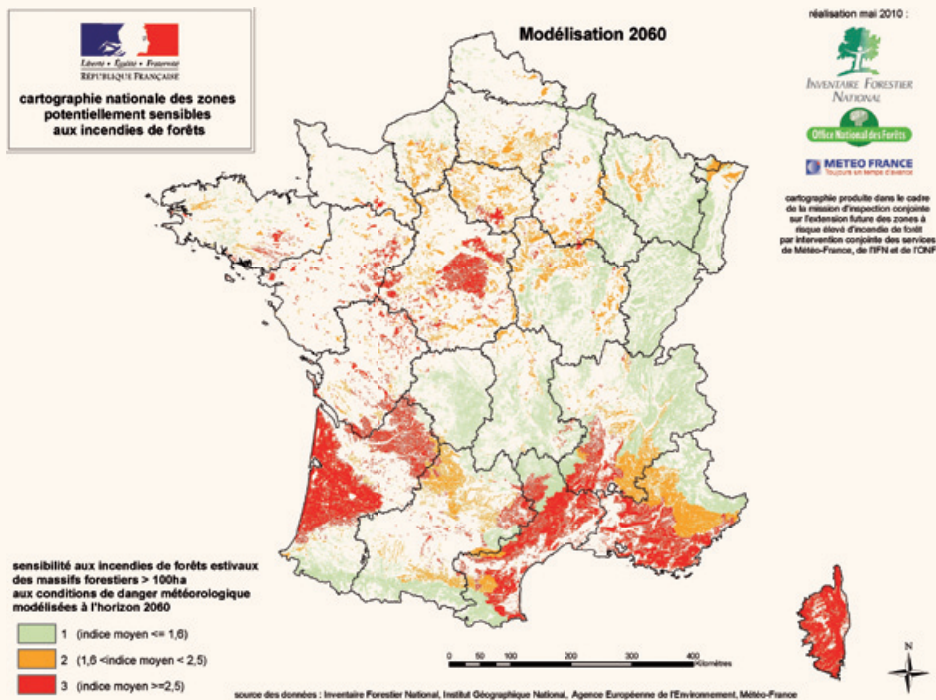 Liberté • Égalité • Fraternité
RÉPUBLIQUE FRANÇAISE
cartographie nationale des zones
potentiellement sensibles
aux incendies de forêts
Modélisation 2060
réalisation mai 2010 :
INVENTAIRE FORESTIER
NATIONAL
Office National des Forêts
METEO FRANCE
Toujours un temps d'avance
cartographie produite dans le cadre
de la mission d'inspection conjointe
sur l'extension future des zones à
risque élevé d'incendie de forêt
par intervention conjointe des services
de Météo-France, de l'IFN et de l'ONF
sensibilité aux incendies de forêts estivaux
des massifs forestiers > 100ha
aux conditions de danger météorologique
modélisées à l'horizon 2060
1 (indice moyen <= 1,6)
2 (1,6 <indice moyen < 2,5)
3 (indice moyen >=2,5)
0 50 100 200 300 400
Kilomètres
N
source des données : Inventaire Forestier National, Institut Géographique National, Agence Européenne de l'Environnement, Météo-France